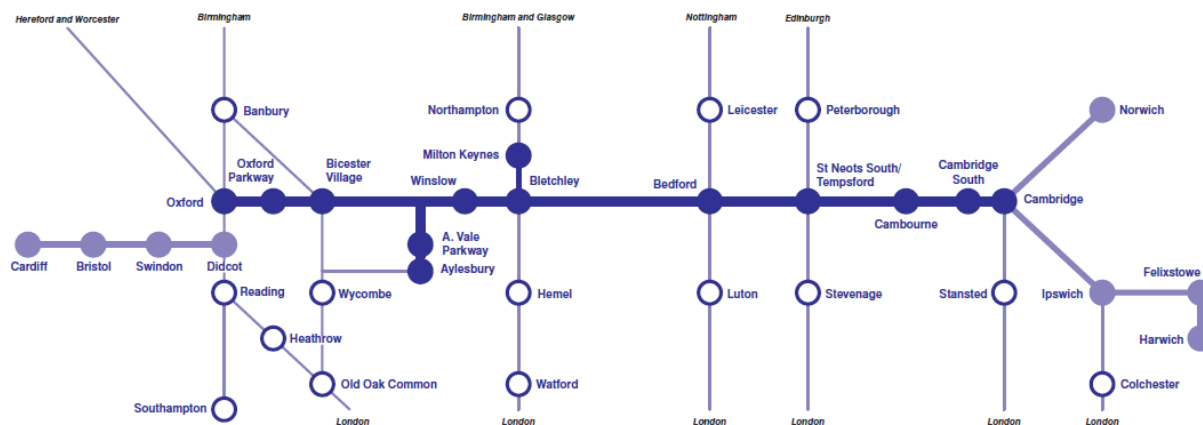 Hereford and Worcester
Birmingham
Birmingham and Glasgow
Nottingham
Edinburgh
Banbury
Northampton
Leicester
Peterborough
Norwich
Milton Keynes
Oxford
Parkway
Bicester
Village
Winslow
Bletchley
Bedford
St Neots South/
Tempsford
Cambridge
South
Oxford
Cambridge
Cambourne
A. Vale
Parkway
Aylesbury
Cardiff
Bristol
Swindon
Didcot
Felixstowe
Reading
Wycombe
Hemel
Luton
Stevenage
Stansted
Ipswich
Heathrow
Harwich
Old Oak Common
Watford
Colchester
Southampton
London
London
London
London
London
London